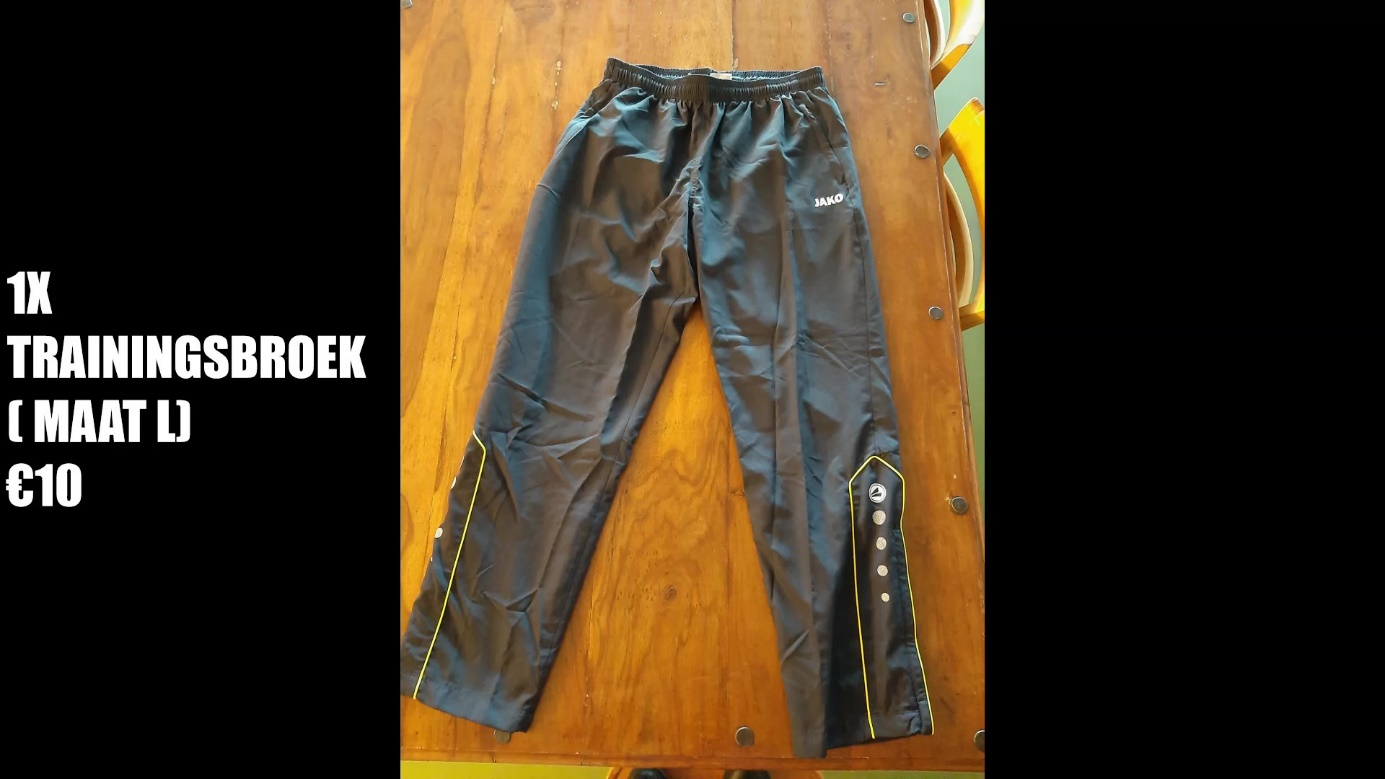 1X
TRAININGSBROEK
( MAAT L)
€10
JAKO